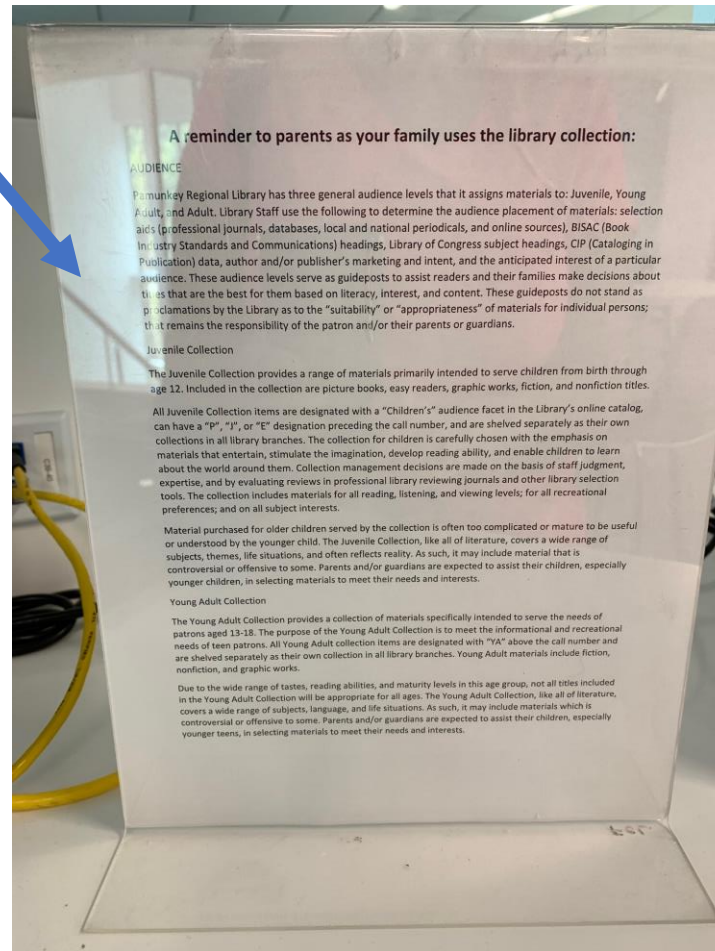 A reminder to parents as your family uses the library collection:
AUDIENCE
Pamunkey Regional Library has three general audience levels that it assigns materials to: Juvenile, Young
Adult, and Adult. Library Staff use the following to determine the audience placement of materials: selection
aids (professional journals, databases, local and national periodicals, and online sources), BISAC (Book
Industry Standards and Communications) headings, Library of Congress subject headings, CIP (Cataloging in
Publication) data, author and/or publisher's marketing and intent, and the anticipated interest of a particular
audience. These audience levels serve as guideposts to assist readers and their families make decisions about
titles that are the best for them based on literacy, interest, and content. These guideposts do not stand as
proclamations by the Library as to the "suitability" or "appropriateness" of materials for individual persons;
that remains the responsibility of the patron and/or their parents or guardians.
Juvenile Collection
The Juvenile Collection provides a range of materials primarily intended to serve children from birth through
age 12. Included in the collection are picture books, easy readers, graphic works, fiction, and nonfiction titles.
All Juvenile Collection items are designated with a "Children's" audience facet in the Library's online catalog,
can have a "P", "J", or "E" designation preceding the call number, and are shelved separately as their own
collections in all library branches. The collection for children is carefully chosen with the emphasis on
materials that entertain, stimulate the imagination, develop reading ability, and enable children to learn
about the world around them. Collection management decisions are made on the basis of staff judgment,
expertise, and by evaluating reviews in professional library reviewing journals and other library selection
tools. The collection includes materials for all reading, listening, and viewing levels; for all recreational
preferences; and on all subject interests.
Material purchased for older children served by the collection is often too complicated or mature to be useful
or understood by the younger child. The Juvenile Collection, like all of literature, covers a wide range of
subjects, themes, life situations, and often reflects reality. As such, it may include material that is
controversial or offensive to some. Parents and/or guardians are expected to assist their children, especially
younger children, in selecting materials to meet their needs and interests.
Young Adult Collection
The Young Adult Collection provides a collection of materials specifically intended to serve the needs of
patrons aged 13-18. The purpose of the Young Adult Collection is to meet the informational and recreational
needs of teen patrons. All Young Adult collection items are designated with "YA" above the call number and
are shelved separately as their own collection in all library branches. Young Adult materials include fiction,
nonfiction, and graphic works.
Due to the wide range of tastes, reading abilities, and maturity levels in this age group, not all titles included
in the Young Adult Collection will be appropriate for all ages. The Young Adult Collection, like all of literature,
covers a wide range of subjects, language, and life situations. As such, it may include materials which is
controversial or offensive to some. Parents and/or guardians are expected to assist their children, especially
younger teens, in selecting materials to meet their needs and interests.